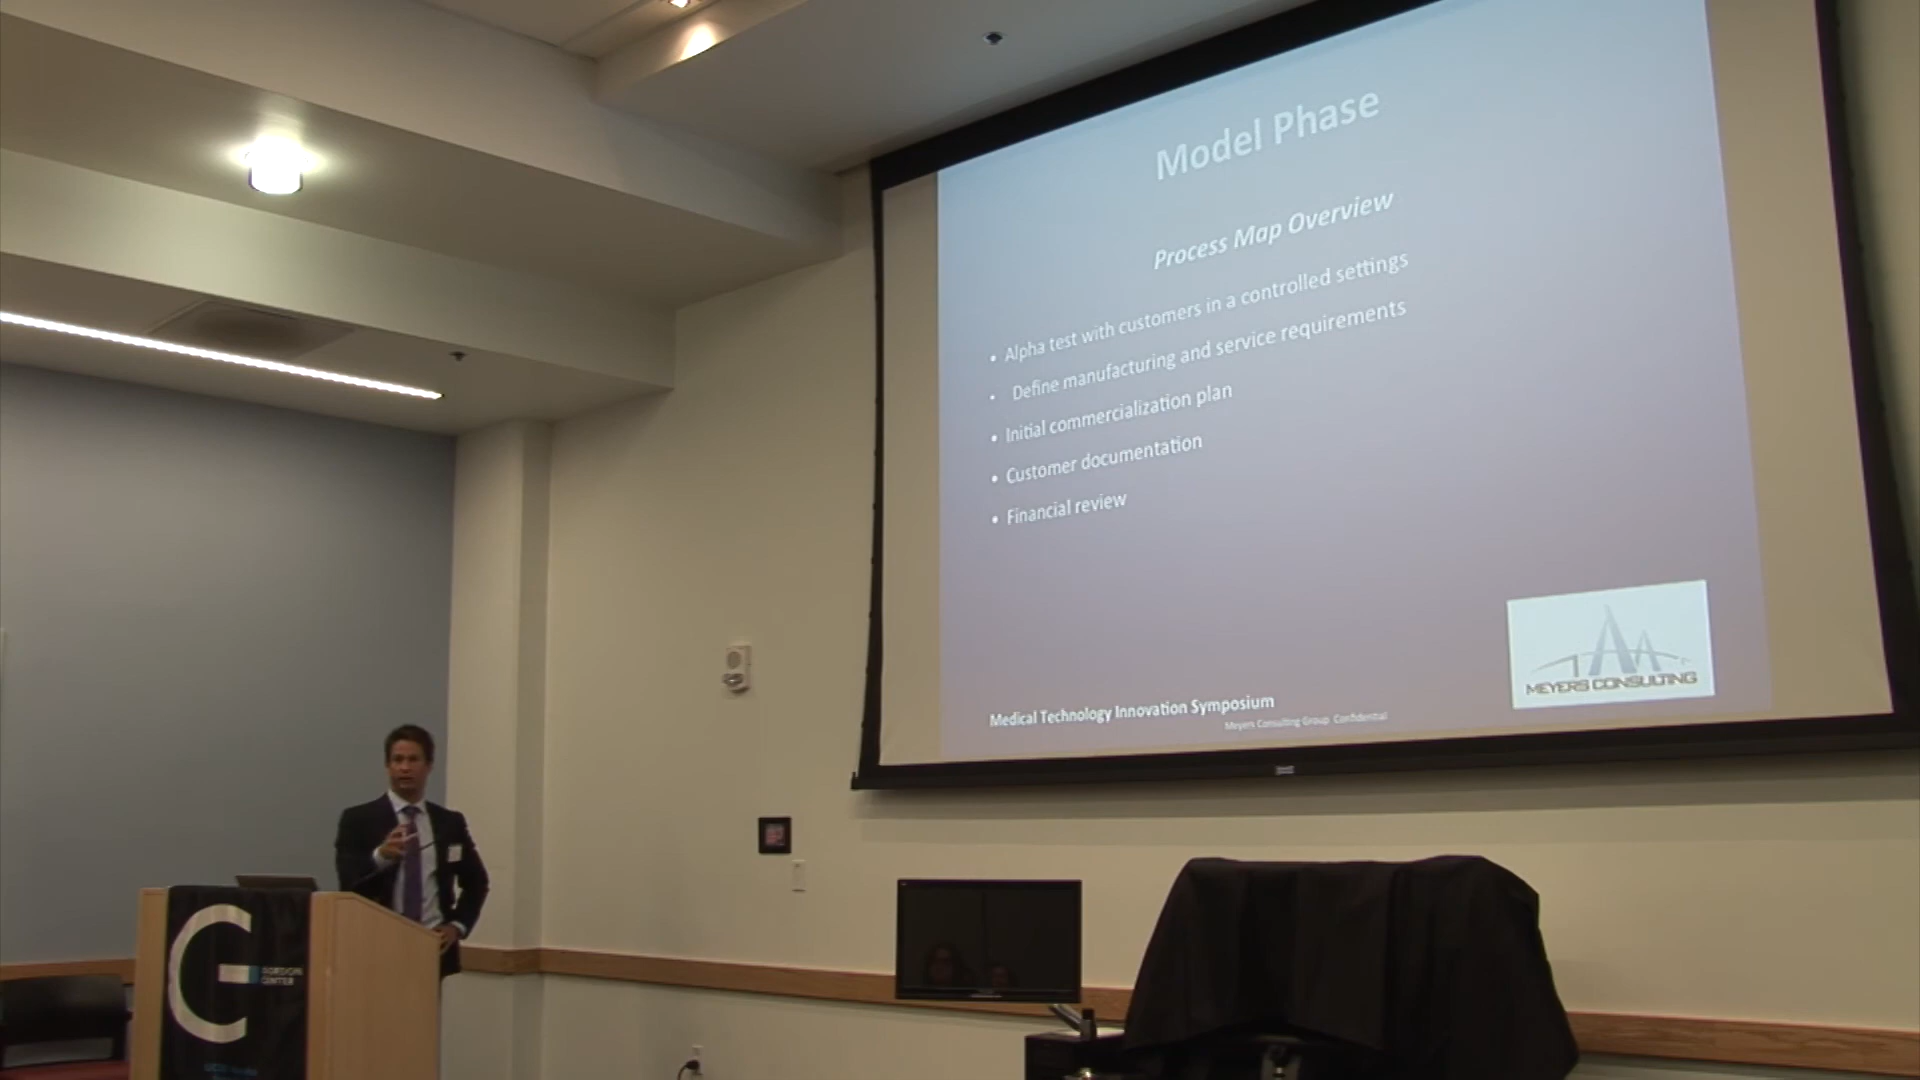 Model Phase
Process Map Overview
• Alpha test with customers in a controlled settings
• Define manufacturing and service requirements
• Initial commercialization plan
• Customer documentation
• Financial review
MEYERS CONSULTING
Medical Technology Innovation Symposium
Meyers Consulting Group Confidential
GORDON
CENTER